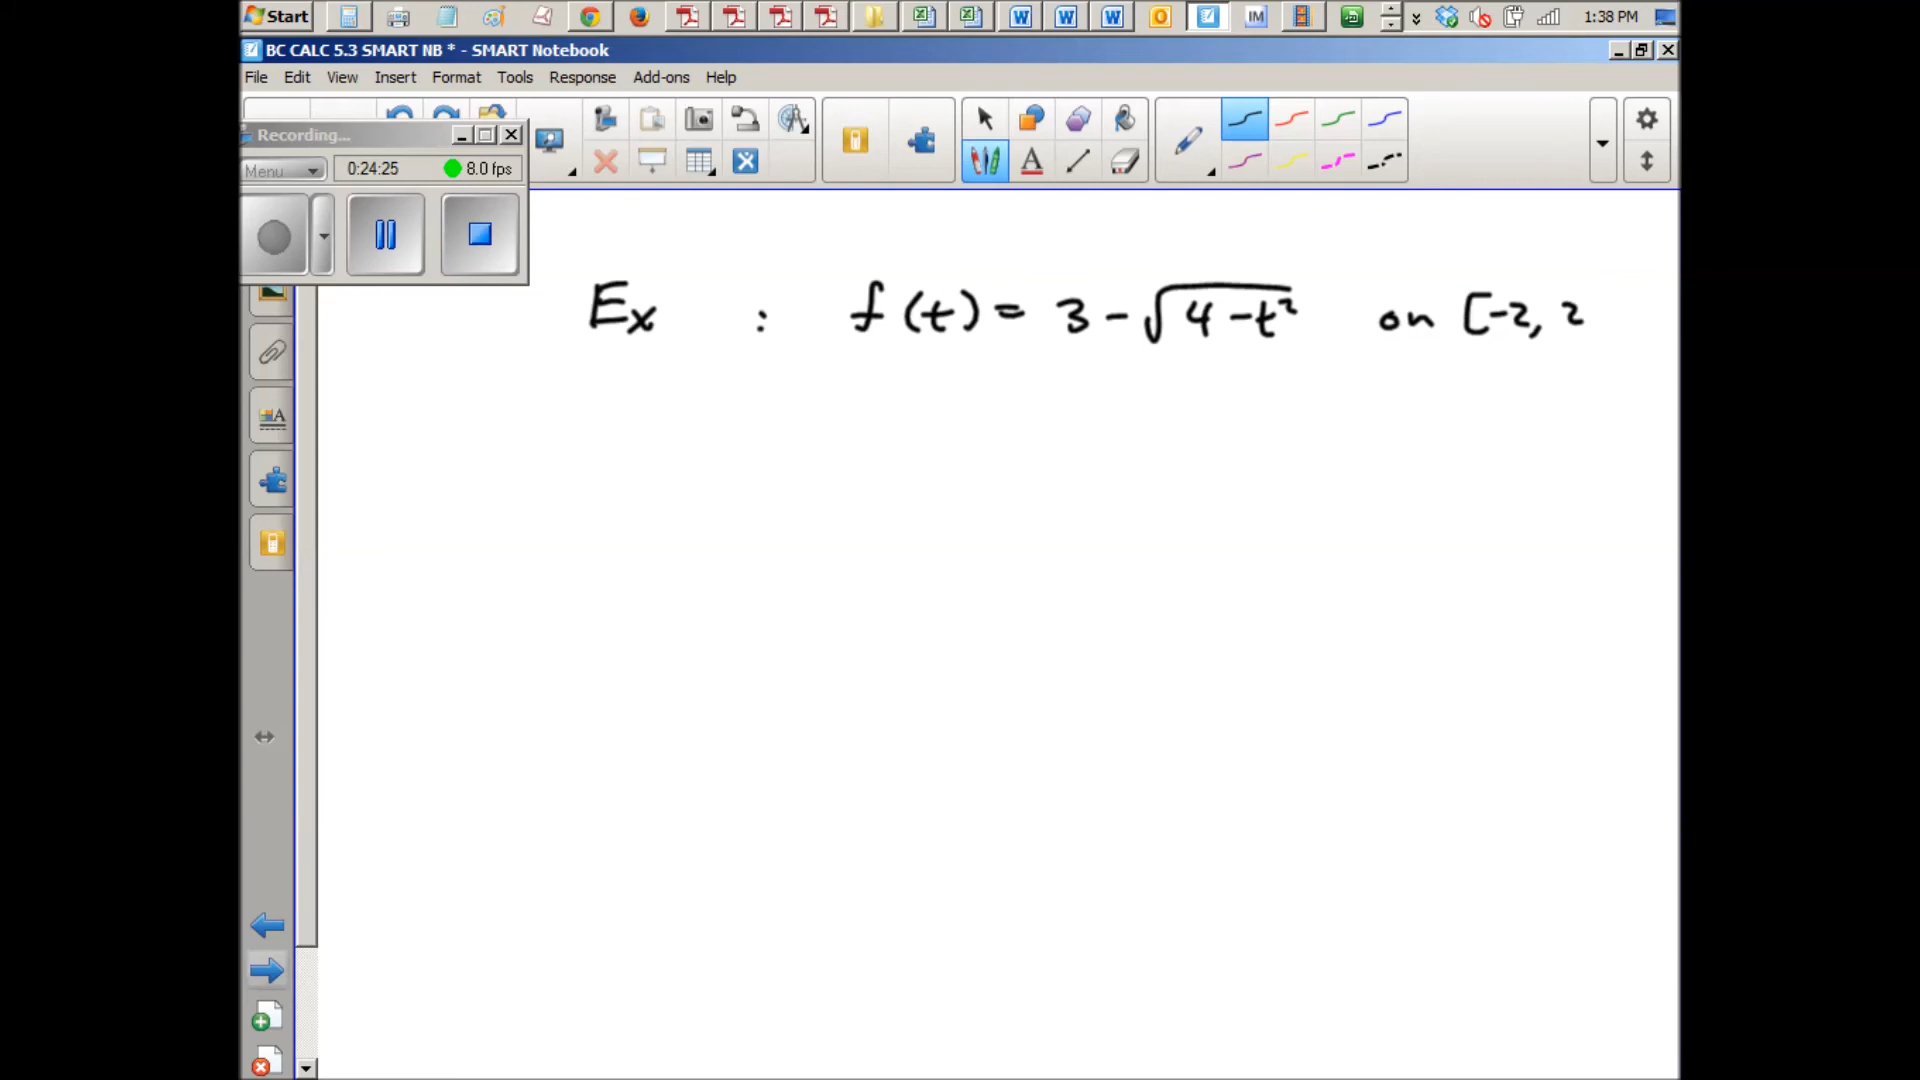 Start
1:38 PM
BC CALC 5.3 SMART NB * - SMART Notebook
File Edit View Insert Format Tools Response Add-ons Help
Recording...
Menu 0:24:25 8.0 fps
Ex : f(t) = 3 - √(4 - t²) on [-2, 2